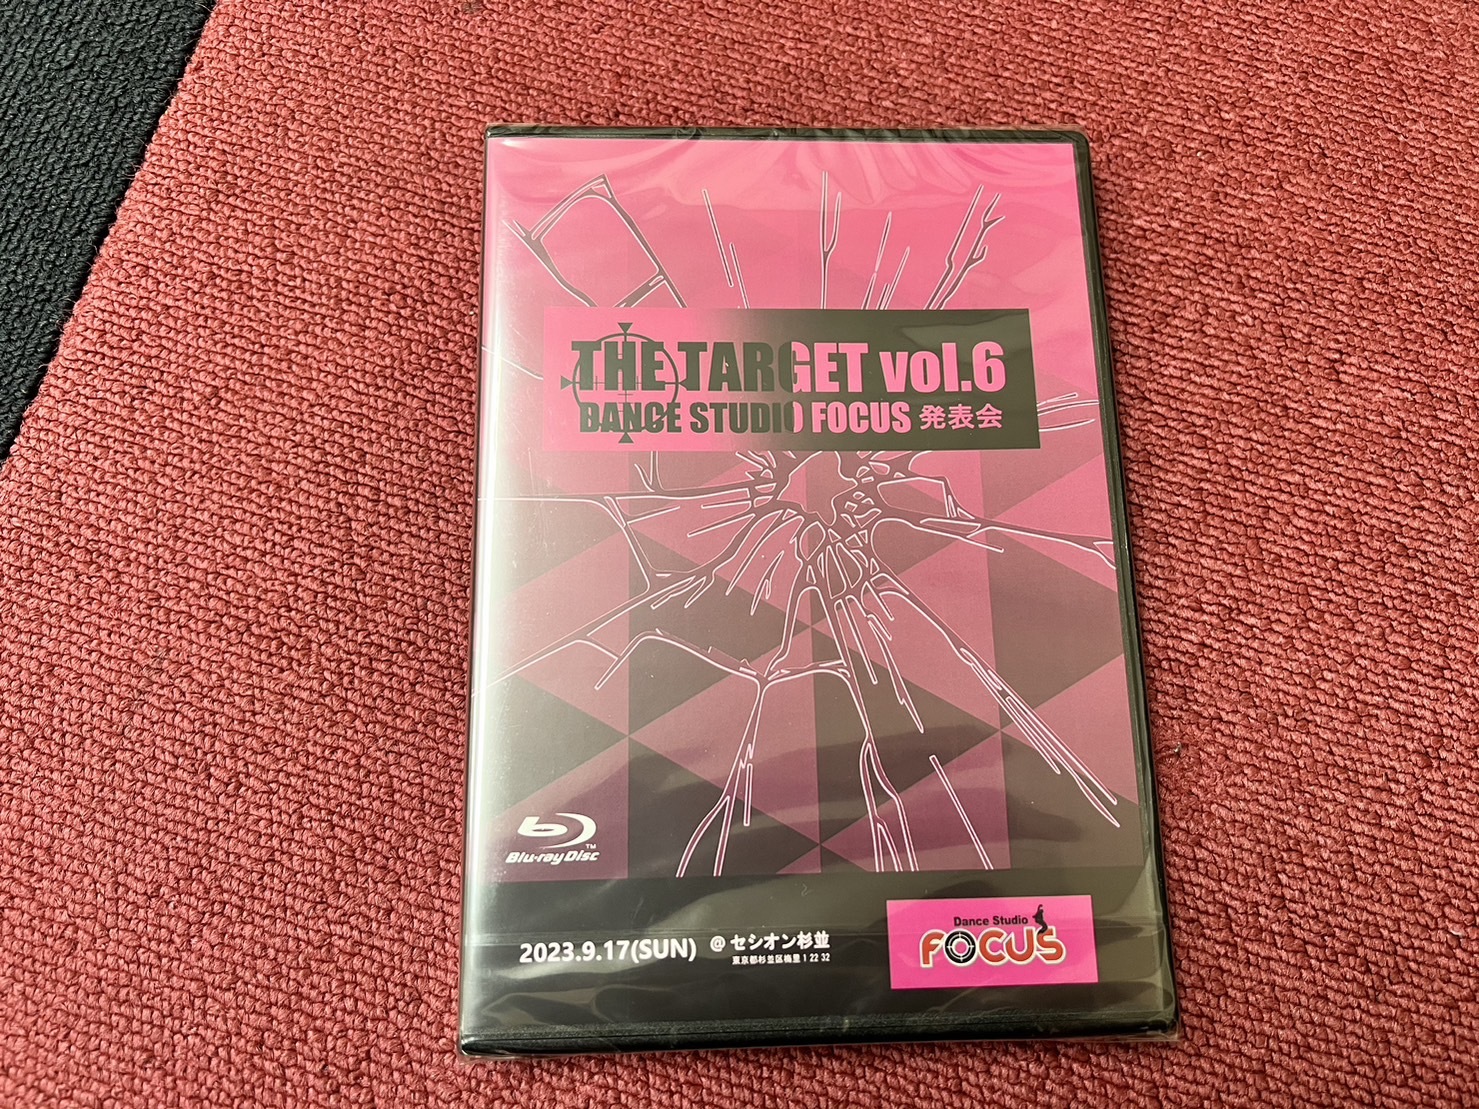 THE TARGET vol.6
DANCE STUDIO FOCUS 発表会
Blu-ray Disc
TM
2023.9.17(SUN) @ セシオン杉並
東京都杉並区梅里 1 22 32
Dance Studio
FOCUS